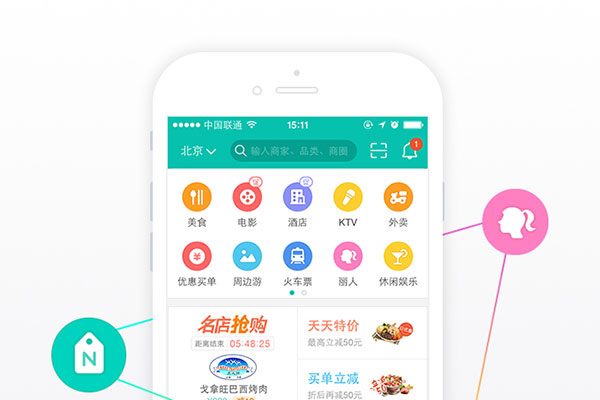 中国联通
15:11
北京
输入商家、品类、商圈
1
美食
电影
酒店
KTV
外卖
优惠买单
周边游
火车票
丽人
休闲娱乐
N
名店抢购
距离结束 05:48:25
戈拿旺巴西烤肉
天天特价
最高立减50元
买单立减
折后再减50元